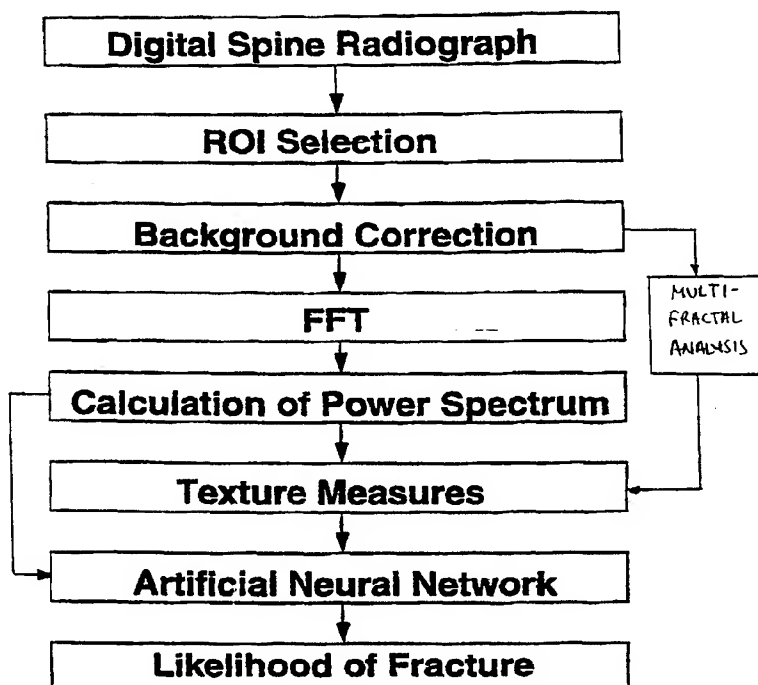 Digital Spine Radiograph
ROI Selection
Background Correction
MULTI-
FRACTAL
ANALYSIS
FFT
Calculation of Power Spectrum
Texture Measures
Artificial Neural Network
Likelihood of Fracture